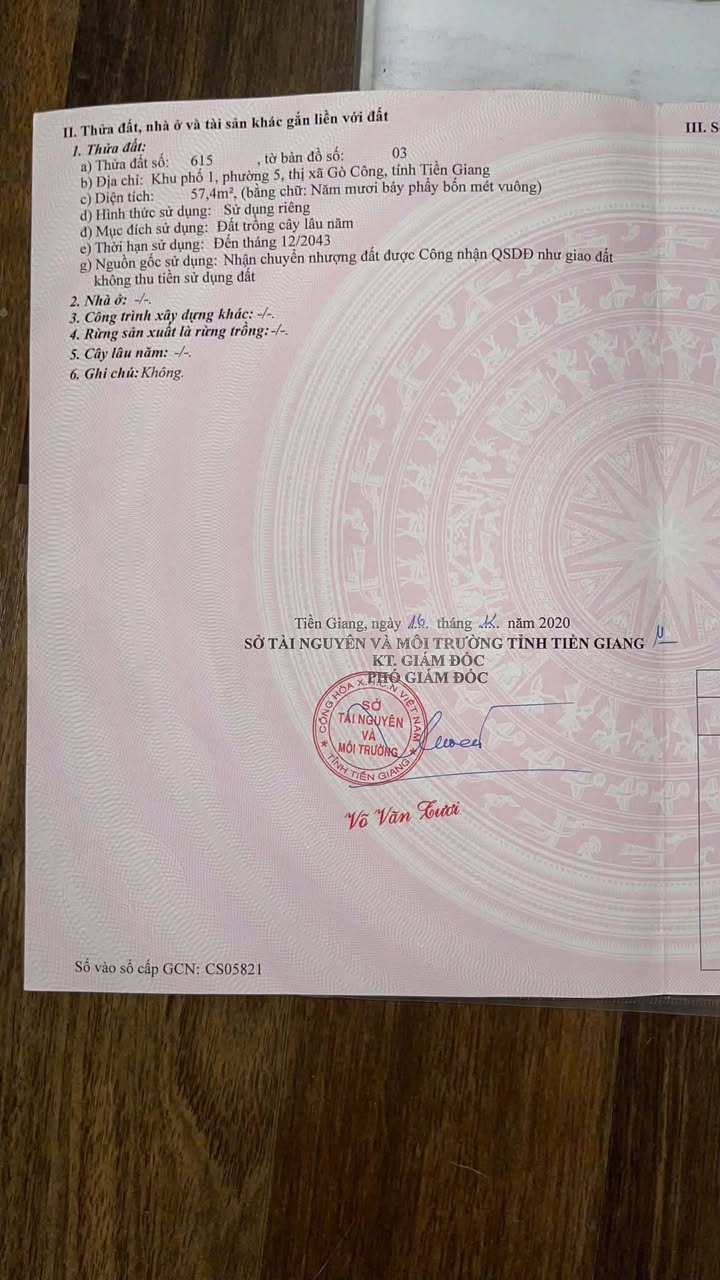 II. Thửa đất, nhà ở và tài sản khác gắn liền với đất
1. Thửa đất:
a) Thửa đất số: 615 , tờ bản đồ số: 03
b) Địa chỉ: Khu phố 1, phường 5, thị xã Gò Công, tỉnh Tiền Giang
c) Diện tích: 57,4m², (bằng chữ: Năm mươi bảy phẩy bốn mét vuông)
d) Hình thức sử dụng: Sử dụng riêng
đ) Mục đích sử dụng: Đất trồng cây lâu năm
e) Thời hạn sử dụng: Đến tháng 12/2043
g) Nguồn gốc sử dụng: Nhận chuyển nhượng đất được Công nhận QSDĐ như giao đất
không thu tiền sử dụng đất
2. Nhà ở: -/-.
3. Công trình xây dựng khác: -/-.
4. Rừng sản xuất là rừng trồng: -/-.
5. Cây lâu năm: -/-.
6. Ghi chú: Không.
III. S
Tiền Giang, ngày 16 tháng năm 2020
SỞ TÀI NGUYÊN VÀ MÔI TRƯỜNG TỈNH TIỀN GIANG
KT. GIÁM ĐỐC
PHÓ GIÁM ĐỐC
CỘNG HÒA X.H.C.N VIỆT NAM
SỞ
TÀI NGUYÊN
VÀ
MÔI TRƯỜNG
TỈNH TIỀN GIANG
Võ Văn Tươi
Số vào sổ cấp GCN: CS05821